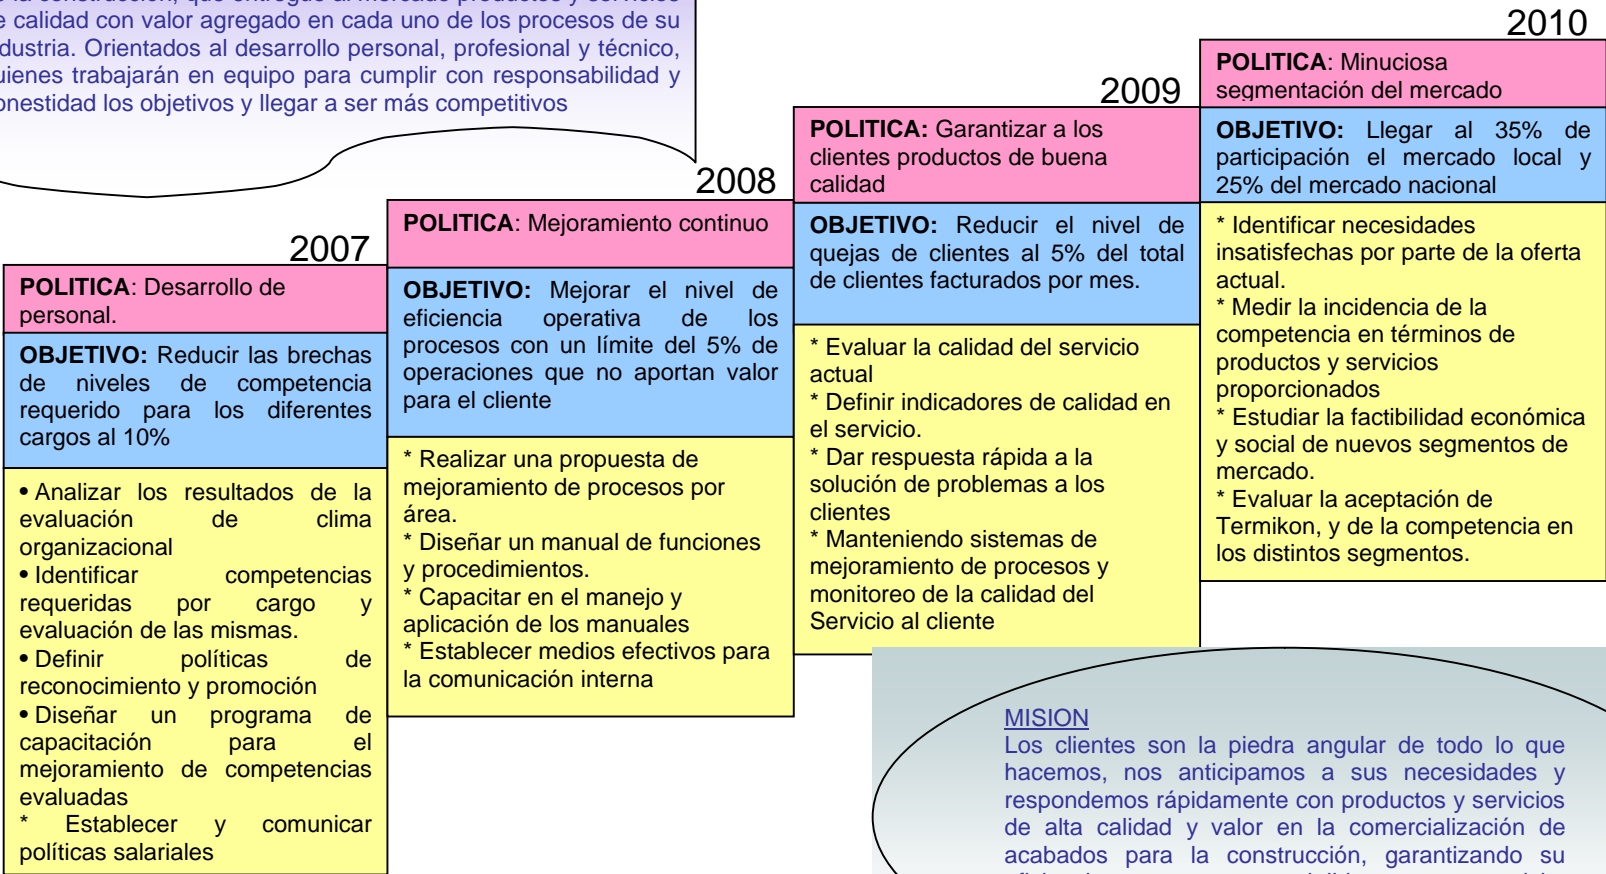 de calidad con valor agregado en cada uno de los procesos de su
industria. Orientados al desarrollo personal, profesional y técnico,
quienes trabajarán en equipo para cumplir con responsabilidad y
honestidad los objetivos y llegar a ser más competitivos
2007
POLITICA: Desarrollo de
personal.
OBJETIVO: Reducir las brechas
de niveles de competencia
requerido para los diferentes
cargos al 10%
• Analizar los resultados de la
evaluación de clima
organizacional
• Identificar competencias
requeridas por cargo y
evaluación de las mismas.
• Definir políticas de
reconocimiento y promoción
• Diseñar un programa de
capacitación para el
mejoramiento de competencias
evaluadas
* Establecer y comunicar
políticas salariales
2008
POLITICA: Mejoramiento continuo
OBJETIVO: Mejorar el nivel de
eficiencia operativa de los
procesos con un límite del 5% de
operaciones que no aportan valor
para el cliente
* Realizar una propuesta de
mejoramiento de procesos por
área.
* Diseñar un manual de funciones
y procedimientos.
* Capacitar en el manejo y
aplicación de los manuales
* Establecer medios efectivos para
la comunicación interna
2009
POLITICA: Garantizar a los
clientes productos de buena
calidad
OBJETIVO: Reducir el nivel de
quejas de clientes al 5% del total
de clientes facturados por mes.
* Evaluar la calidad del servicio
actual
* Definir indicadores de calidad en
el servicio.
* Dar respuesta rápida a la
solución de problemas a los
clientes
* Manteniendo sistemas de
mejoramiento de procesos y
monitoreo de la calidad del
Servicio al cliente
2010
POLITICA: Minuciosa
segmentación del mercado
OBJETIVO: Llegar al 35% de
participación el mercado local y
25% del mercado nacional
* Identificar necesidades
insatisfechas por parte de la oferta
actual.
* Medir la incidencia de la
competencia en términos de
productos y servicios
proporcionados
* Estudiar la factibilidad económica
y social de nuevos segmentos de
mercado.
* Evaluar la aceptación de
Termikon, y de la competencia en
los distintos segmentos.
MISION
Los clientes son la piedra angular de todo lo que
hacemos, nos anticipamos a sus necesidades y
respondemos rápidamente con productos y servicios
de alta calidad y valor en la comercialización de
acabados para la construcción, garantizando su